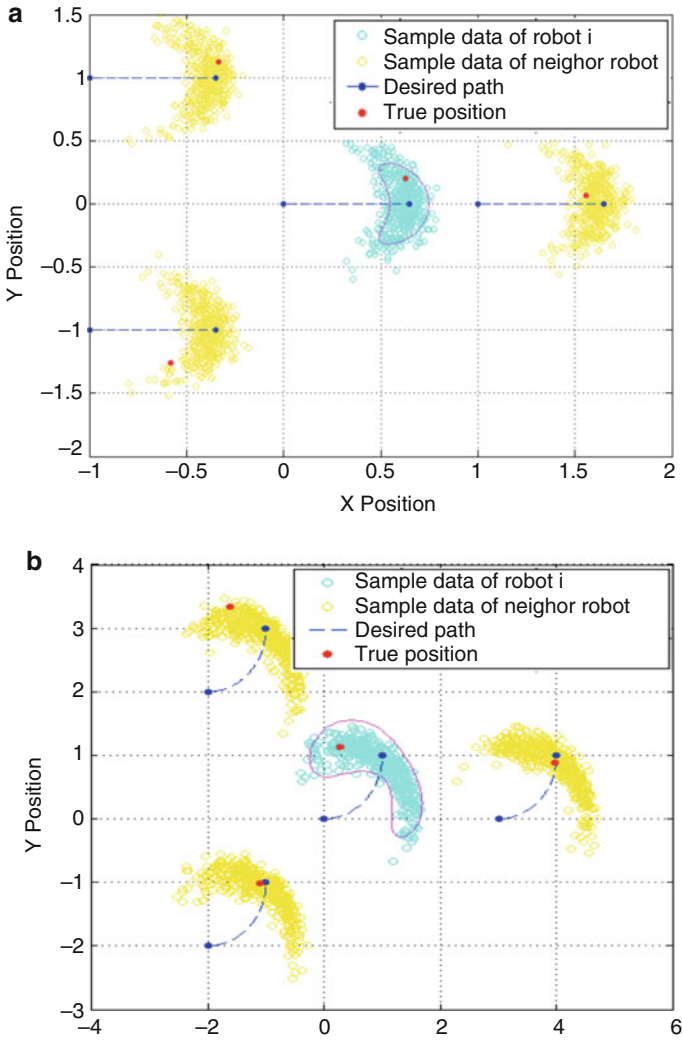 a
1.5
1
0.5
0
−0.5
−1
−1.5
−2
Y Position
Sample data of robot i
Sample data of neighor robot
Desired path
True position
−1
−0.5
0
0.5
1
1.5
2
X Position
b
4
3
2
1
0
−1
−2
−3
Y Position
Sample data of robot i
Sample data of neighor robot
Desired path
True position
−4
−2
0
2
4
6